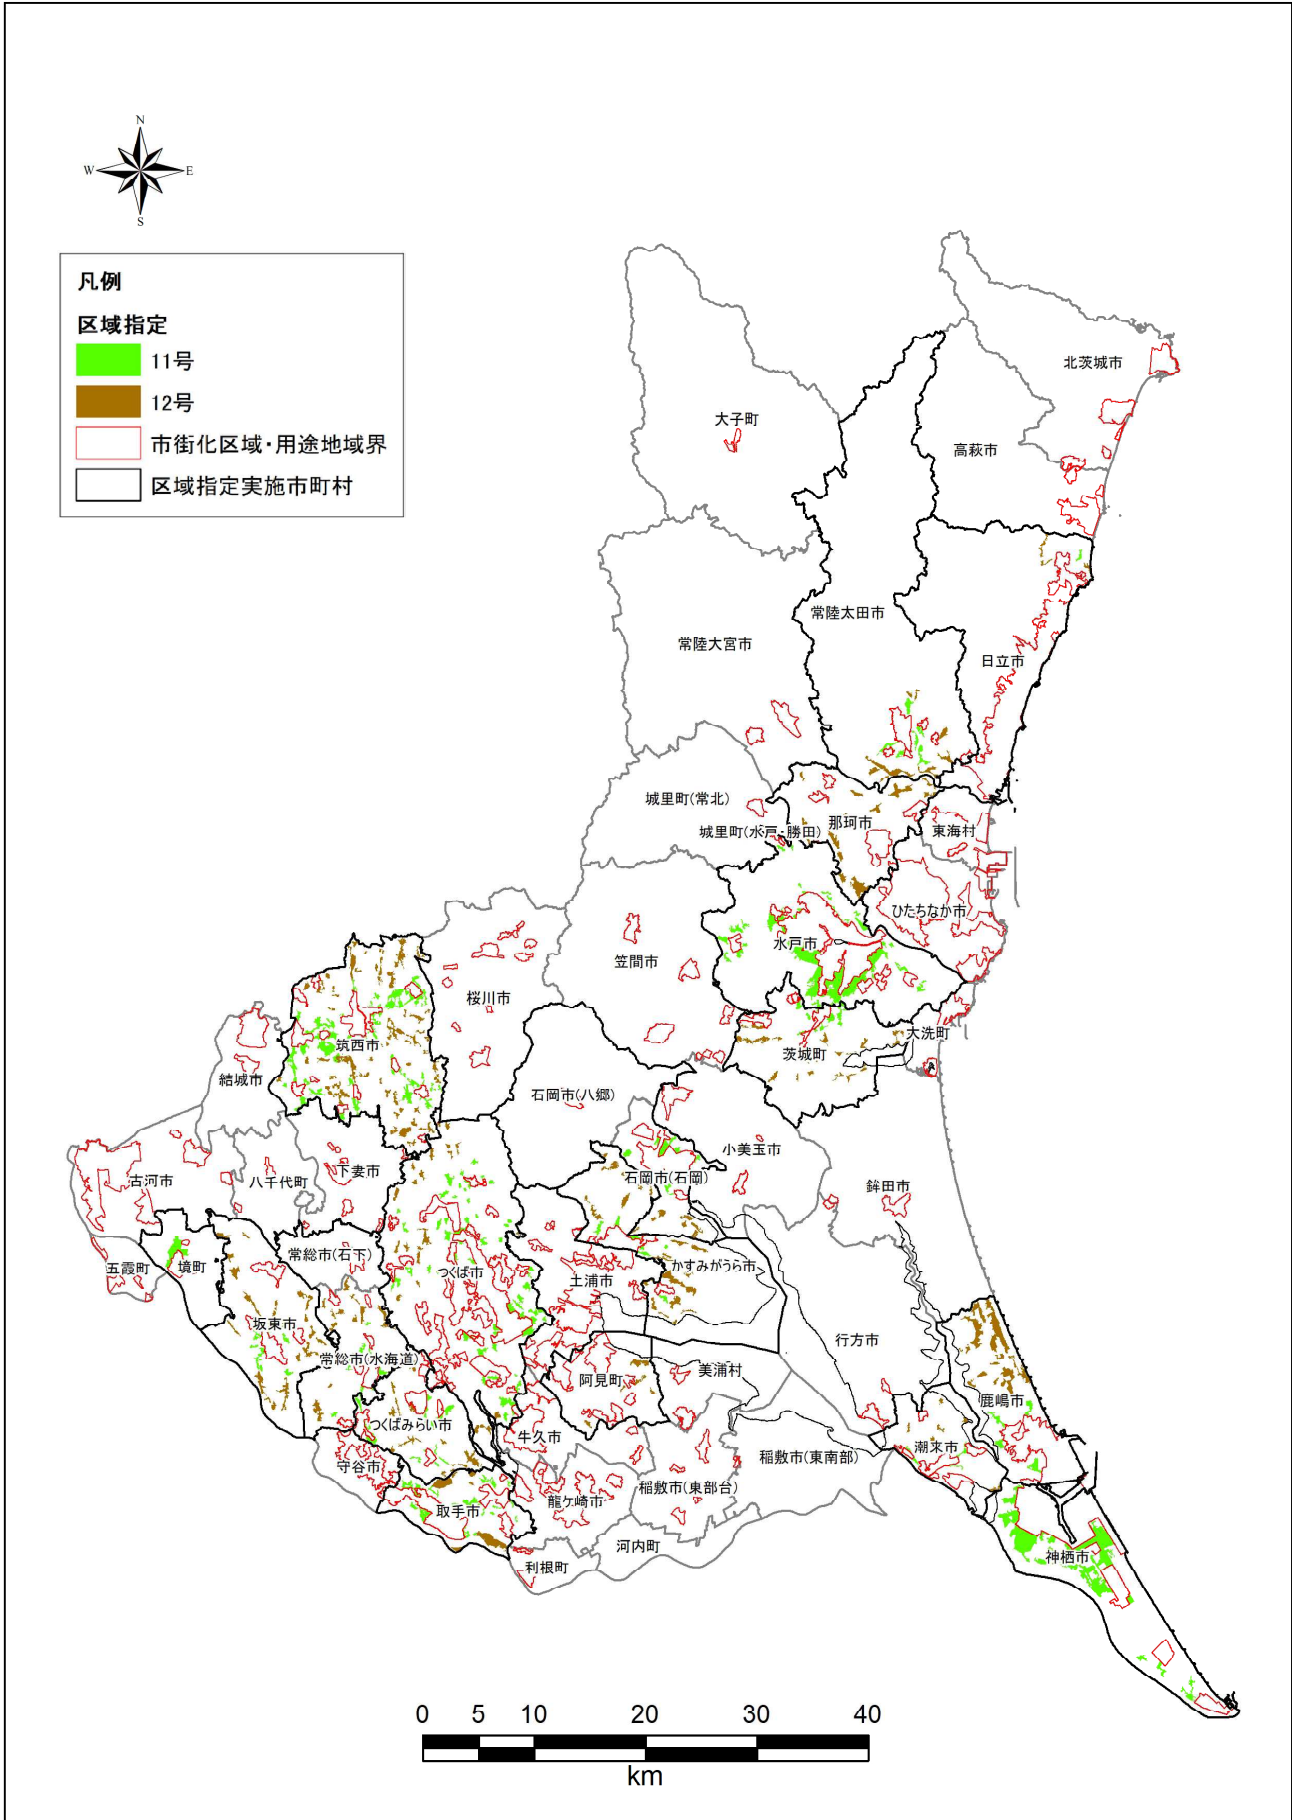 N
W
E
S
凡例
区域指定
11号
12号
市街化区域・用途地域界
区域指定実施市町村
北茨城市
大子町
高萩市
常陸太田市
常陸大宮市
日立市
城里町(常北)
城里町(水戸・勝田)
那珂市
東海村
ひたちなか市
水戸市
笠間市
桜川市
大洗町
筑西市
茨城町
結城市
石岡市(八郷)
小美玉市
下妻市
石岡市(石岡)
古河市
八千代町
鉾田市
常総市(石下)
かすみがうら市
五霞町
境町
つくば市
土浦市
坂東市
行方市
常総市(水海道)
美浦村
阿見町
鹿嶋市
つくばみらい市
牛久市
潮来市
守谷市
稲敷市(東南部)
稲敷市(東部台)
龍ケ崎市
取手市
河内町
神栖市
利根町
0 5 10 20 30 40
km